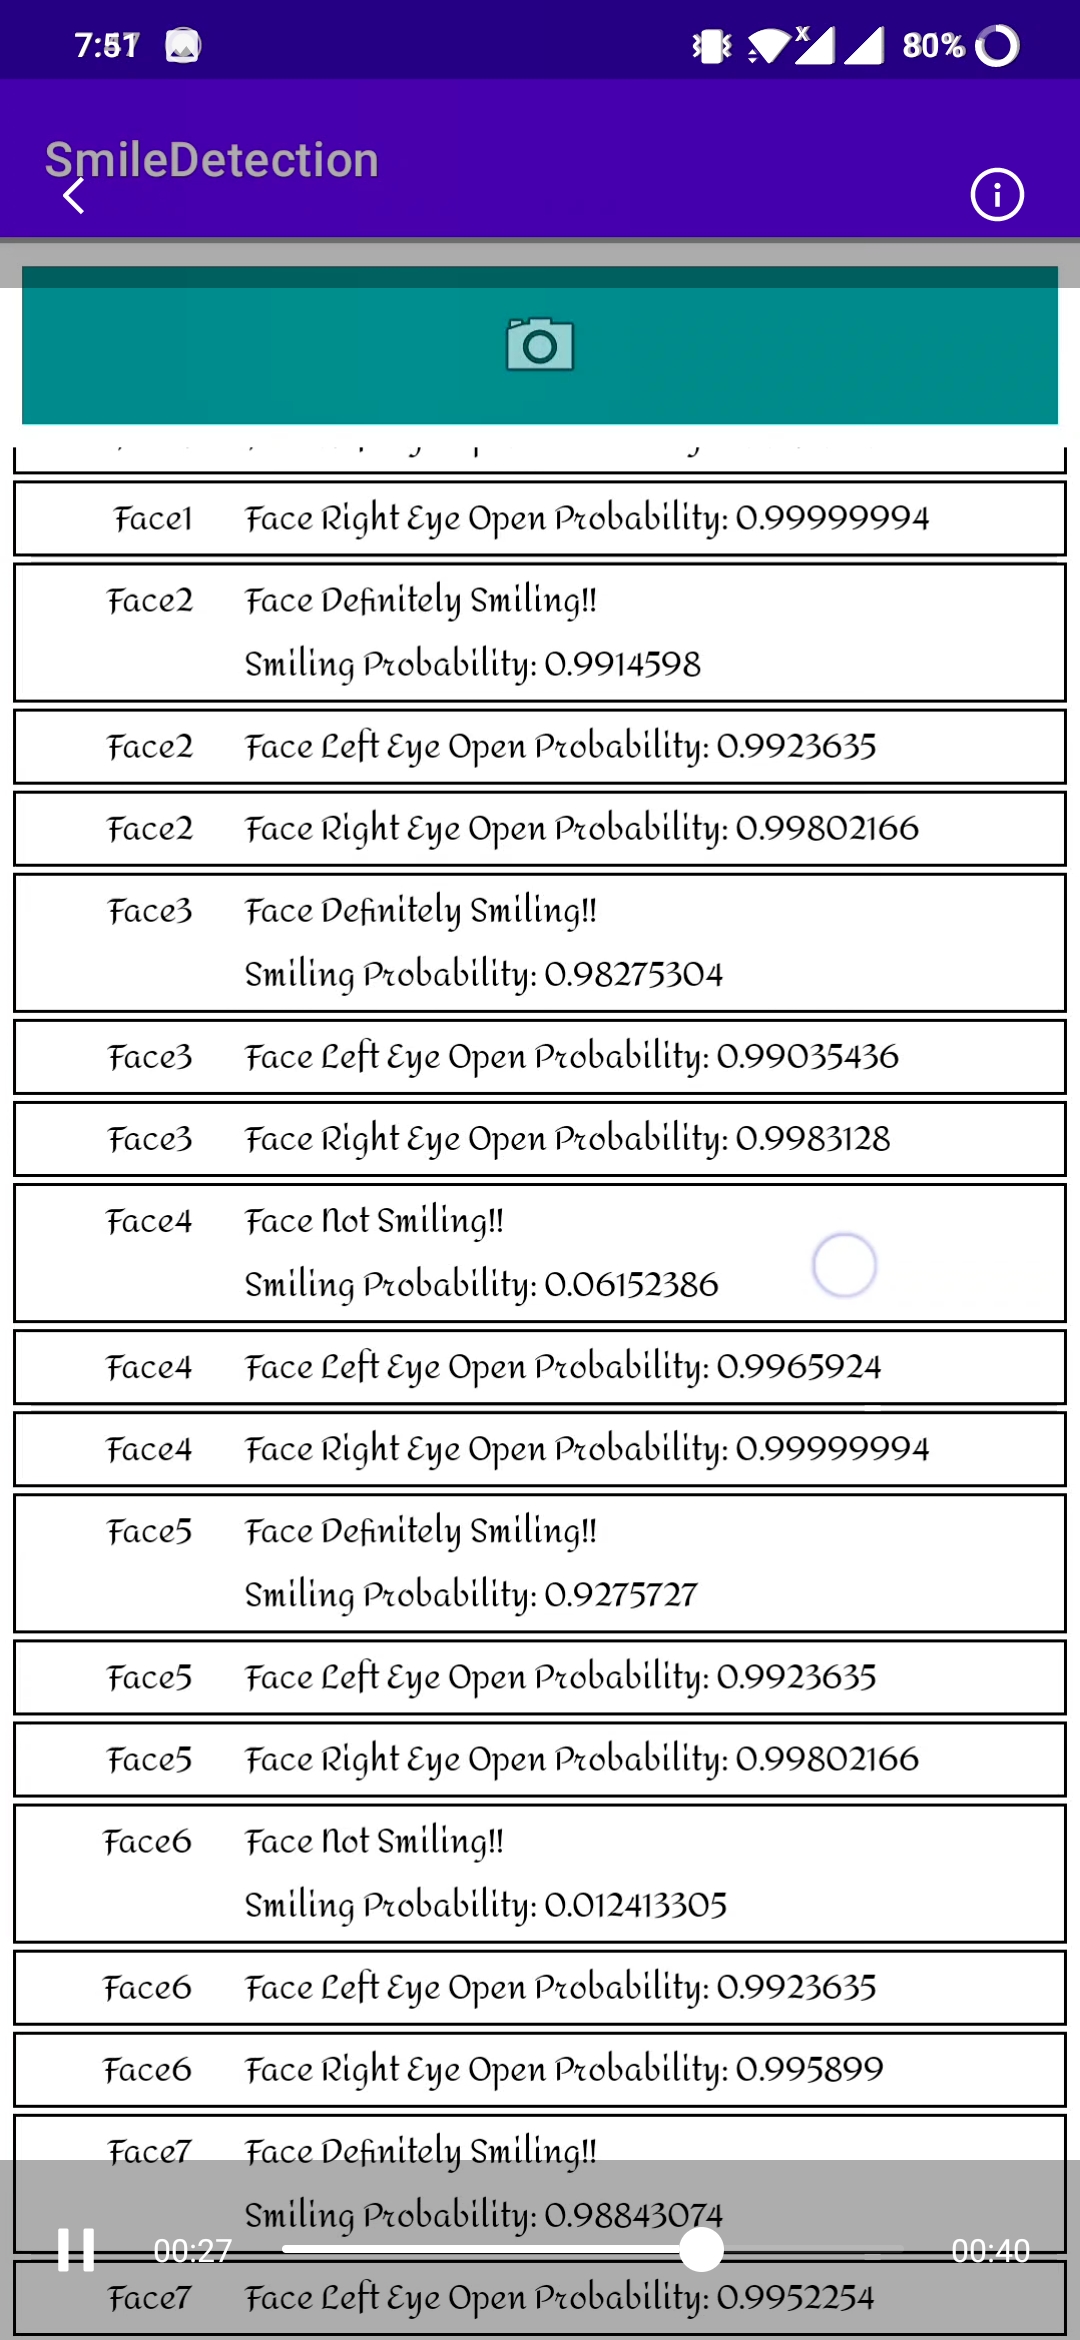 80%
SmileDetection
Face1 Face Right Eye Open Probability: 0.99999994
Face2 Face Definitely Smiling!!
Smiling Probability: 0.9914598
Face2 Face Left Eye Open Probability: 0.9923635
Face2 Face Right Eye Open Probability: 0.99802166
Face3 Face Definitely Smiling!!
Smiling Probability: 0.98275304
Face3 Face Left Eye Open Probability: 0.99035436
Face3 Face Right Eye Open Probability: 0.9983128
Face4 Face Not Smiling!!
Smiling Probability: 0.06152386
Face4 Face Left Eye Open Probability: 0.9965924
Face4 Face Right Eye Open Probability: 0.99999994
Face5 Face Definitely Smiling!!
Smiling Probability: 0.9275727
Face5 Face Left Eye Open Probability: 0.9923635
Face5 Face Right Eye Open Probability: 0.99802166
Face6 Face Not Smiling!!
Smiling Probability: 0.012413305
Face6 Face Left Eye Open Probability: 0.9923635
Face6 Face Right Eye Open Probability: 0.995899
Face7 Face Definitely Smiling!!
Smiling Probability: 0.98843074
00:27 00:40
Face7 Face Left Eye Open Probability: 0.9952254